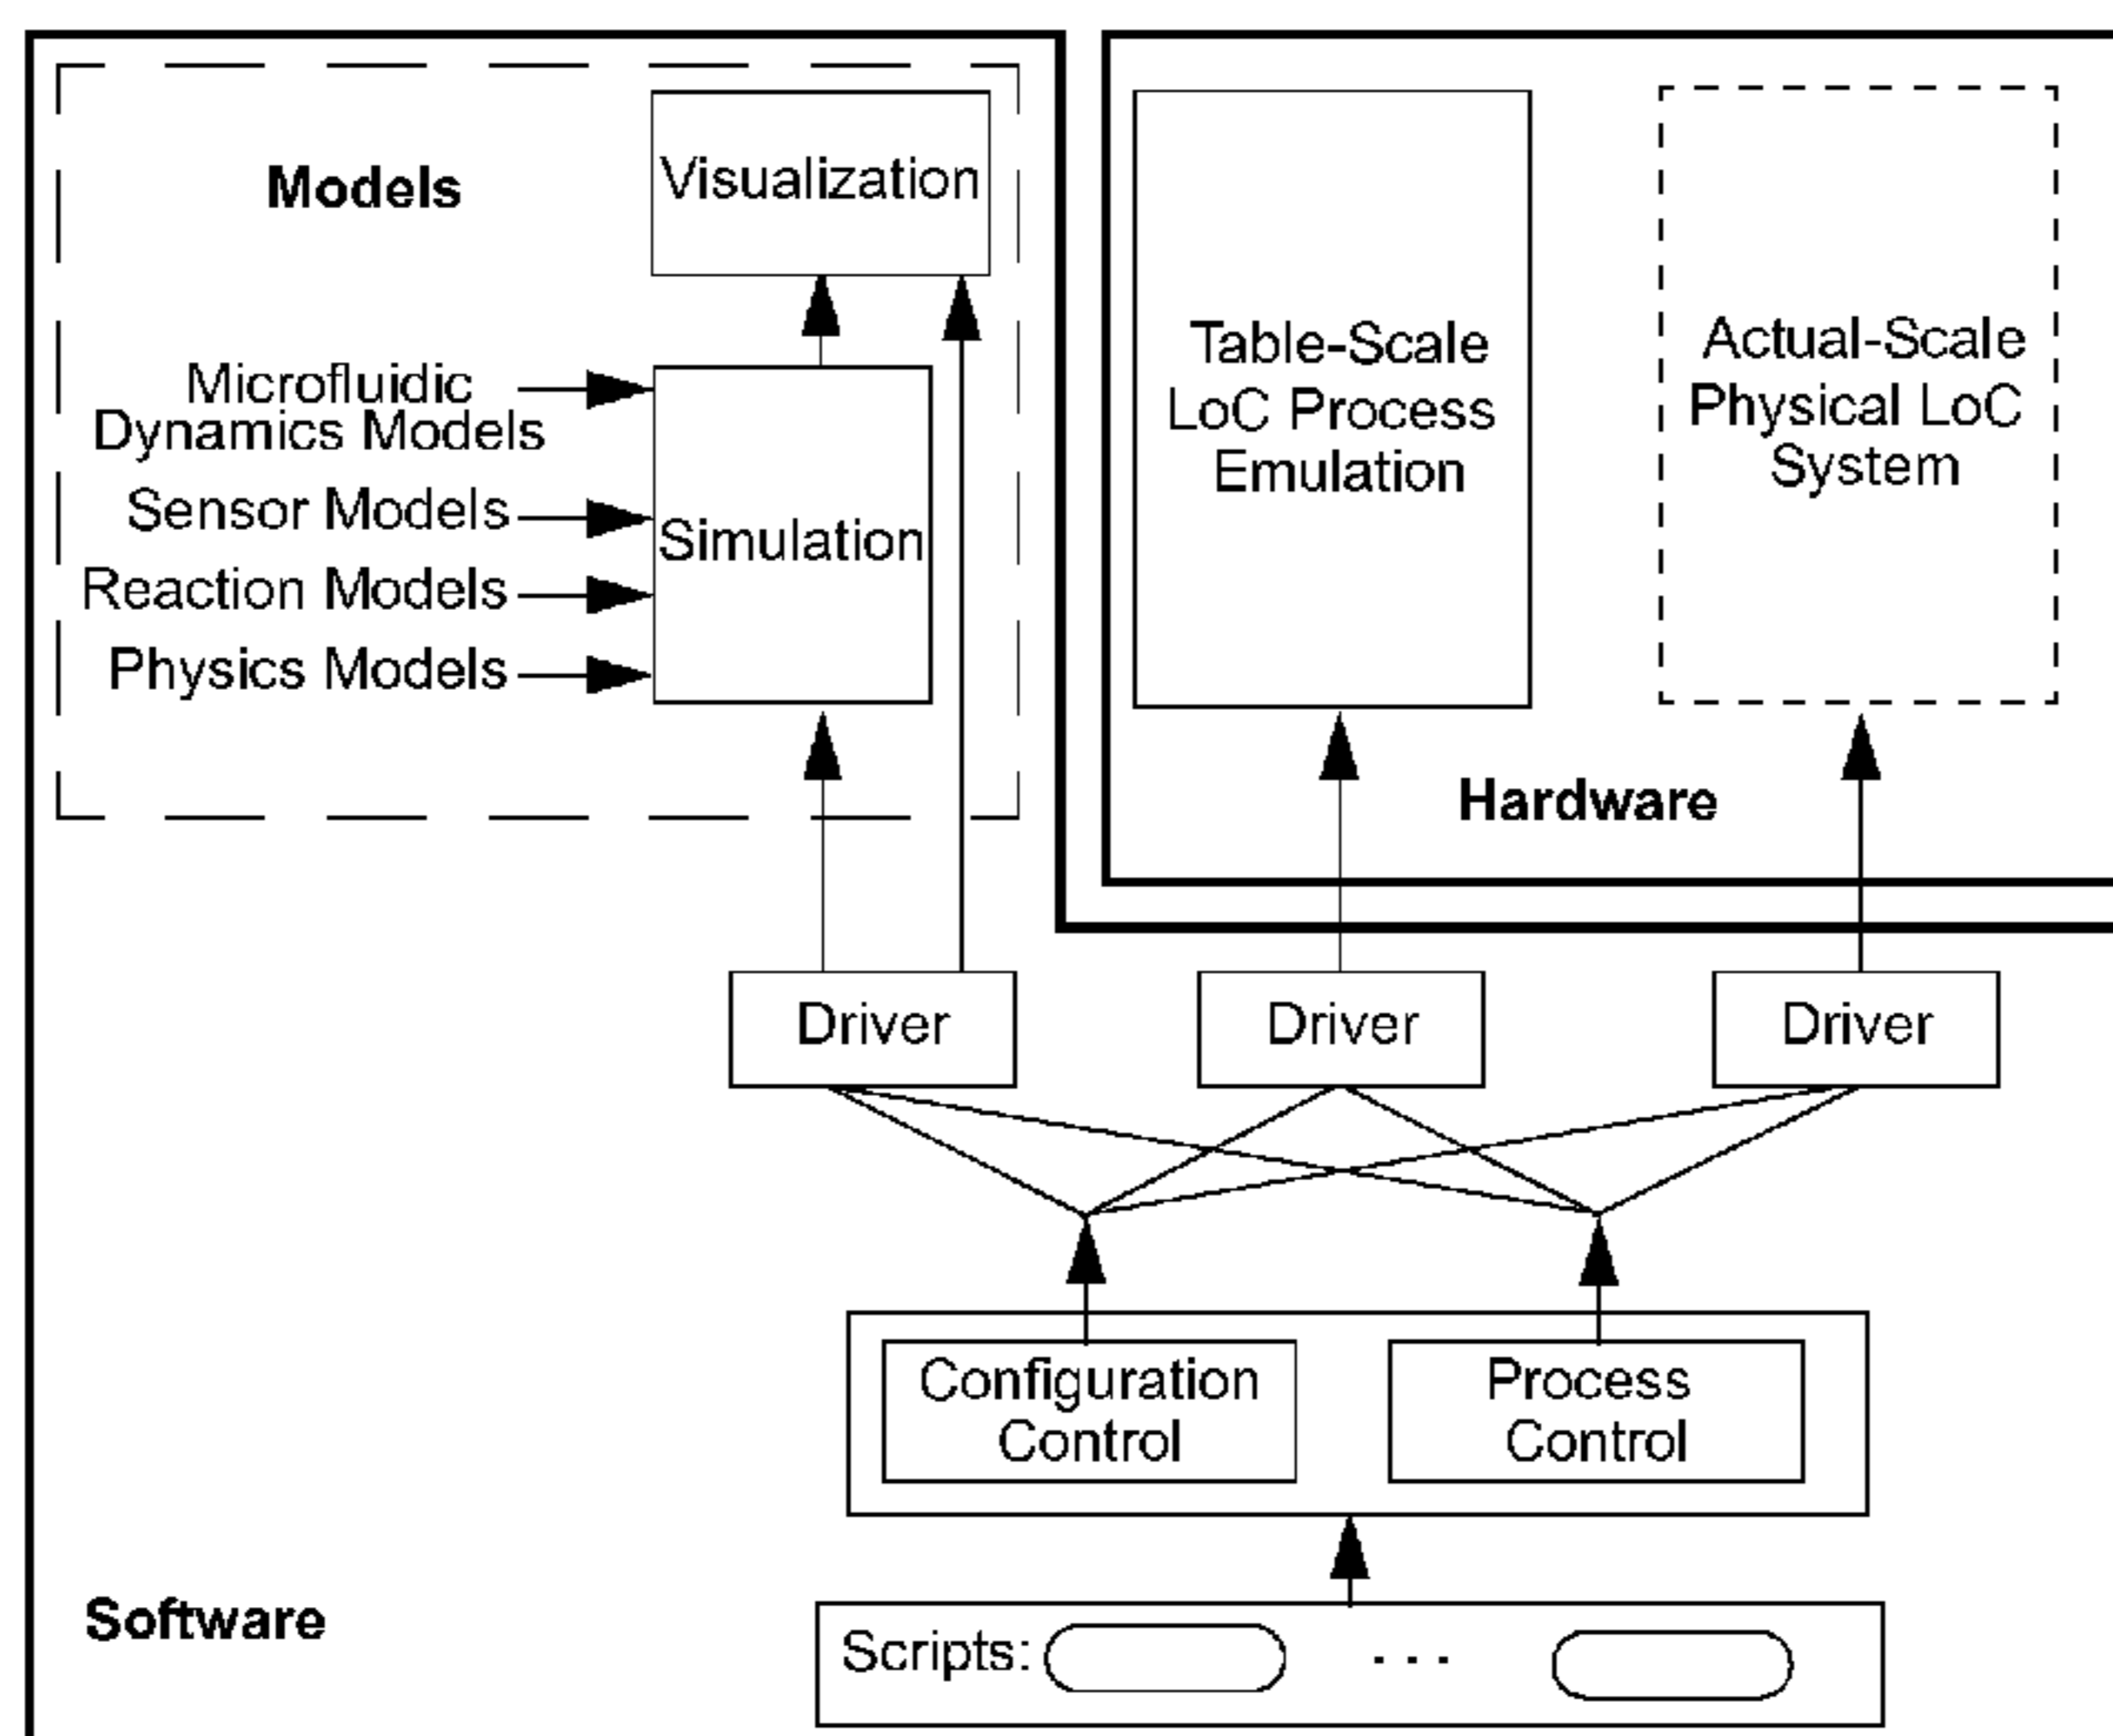 Models
Visualization
Microfluidic
Dynamics Models
Sensor Models
Reaction Models
Physics Models
Simulation
Table-Scale
LoC Process
Emulation
Actual-Scale
Physical LoC
System
Hardware
Driver
Driver
Driver
Configuration
Control
Process
Control
Software
Scripts: ...